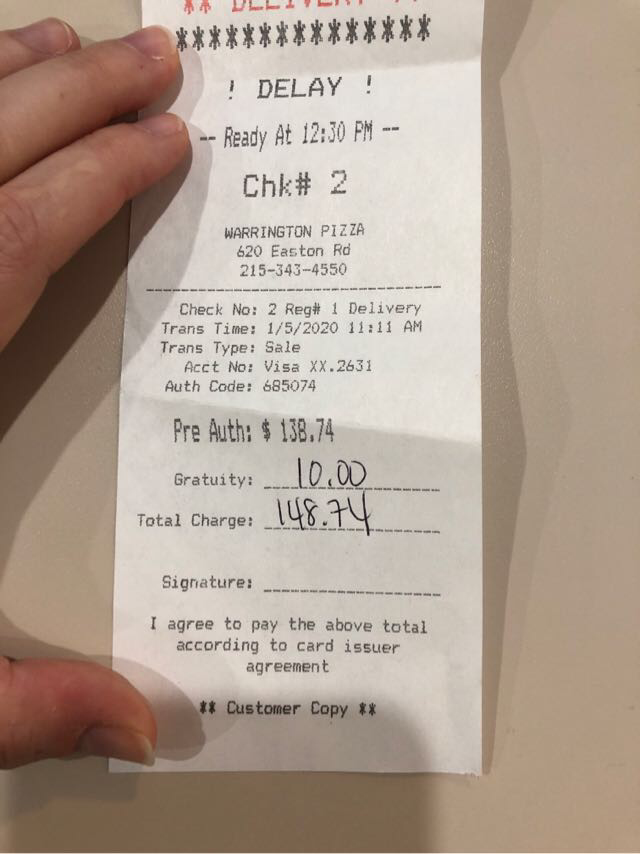 ** DELIVERY **
***************
! DELAY !
-- Ready At 12:30 PM --
Chk# 2
WARRINGTON PIZZA
620 Easton Rd
215-343-4550
Check No: 2 Reg# 1 Delivery
Trans Time: 1/5/2020 11:11 AM
Trans Type: Sale
Acct No: Visa XX.2631
Auth Code: 685074
Pre Auth: $ 138.74
Gratuity: 10.00
Total Charge: 148.74
Signature:
I agree to pay the above total
according to card issuer
agreement
** Customer Copy **